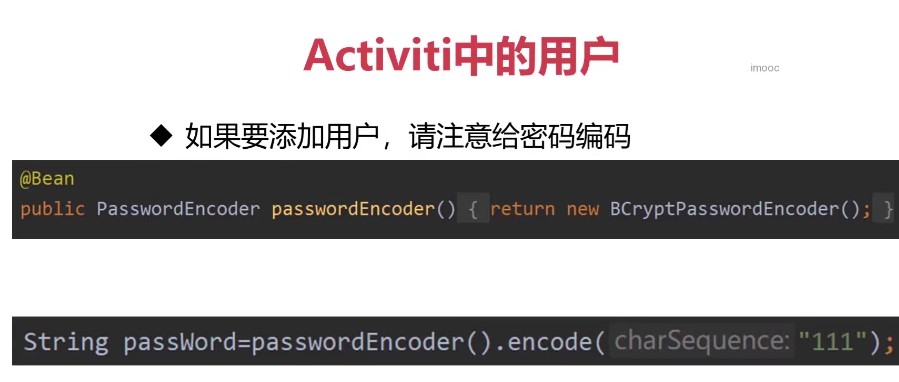 Activiti中的用户
imooc
◆ 如果要添加用户，请注意给密码编码
@Bean
public PasswordEncoder passwordEncoder() { return new BCryptPasswordEncoder(); }
String passWord=passwordEncoder().encode( charSequence: "111");